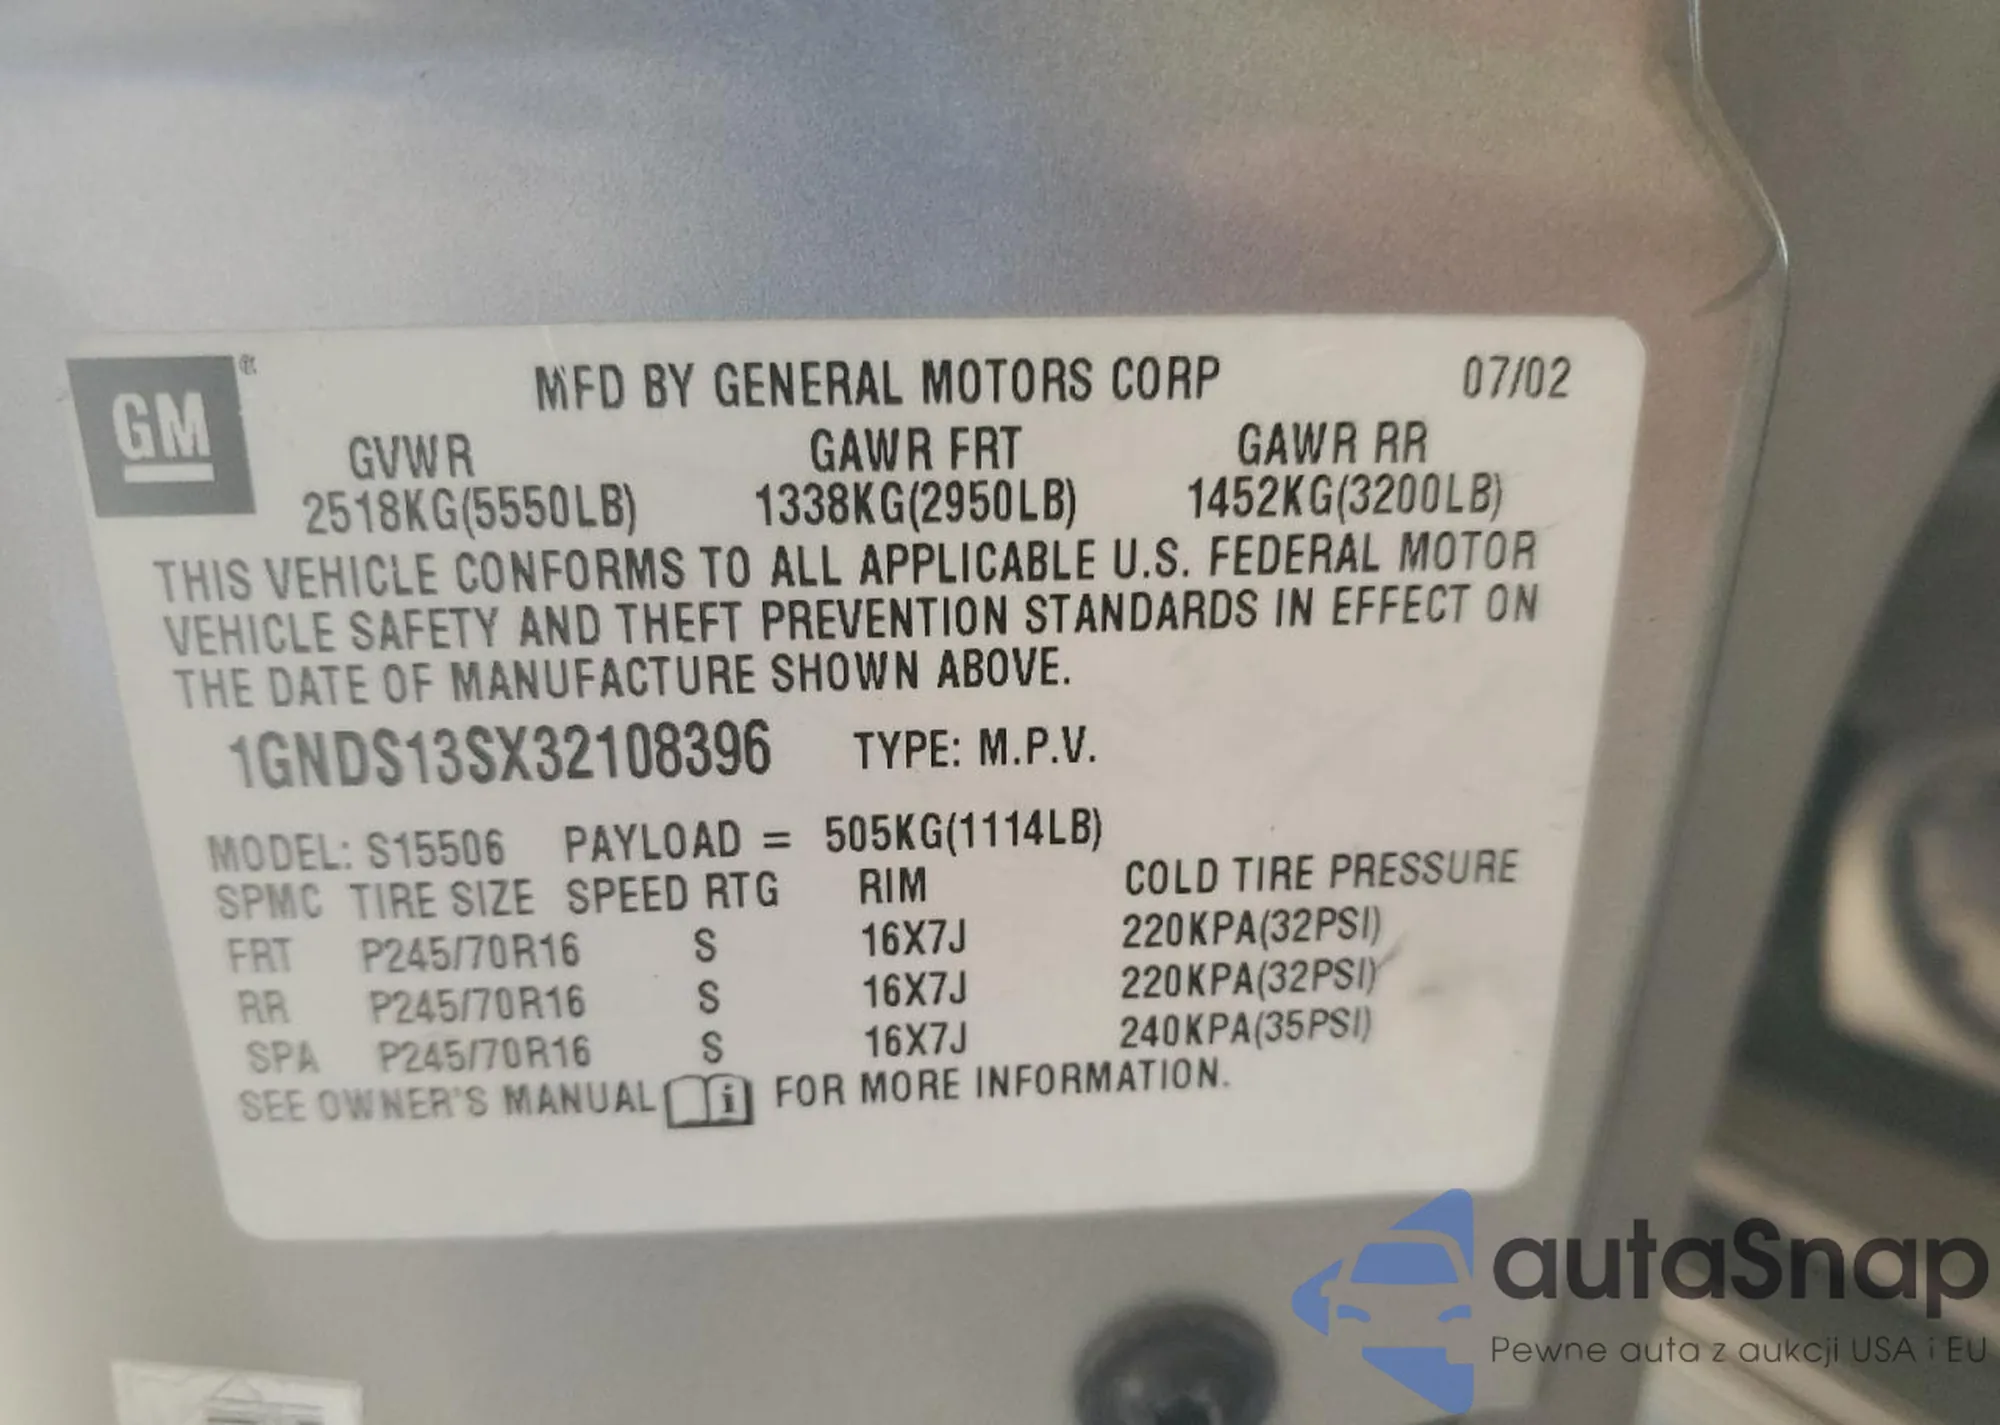 GM ®
MFD BY GENERAL MOTORS CORP 07/02
GVWR GAWR FRT GAWR RR
2518KG(5550LB) 1338KG(2950LB) 1452KG(3200LB)
THIS VEHICLE CONFORMS TO ALL APPLICABLE U.S. FEDERAL MOTOR
VEHICLE SAFETY AND THEFT PREVENTION STANDARDS IN EFFECT ON
THE DATE OF MANUFACTURE SHOWN ABOVE.
1GNDS13SX32108396 TYPE: M.P.V.
MODEL: S15506 PAYLOAD = 505KG(1114LB)
SPMC TIRE SIZE SPEED RTG RIM COLD TIRE PRESSURE
FRT P245/70R16 S 16X7J 220KPA(32PSI)
RR P245/70R16 S 16X7J 220KPA(32PSI)
SPA P245/70R16 S 16X7J 240KPA(35PSI)
SEE OWNER'S MANUAL i FOR MORE INFORMATION.
autaSnap
Pewne auta z aukcji USA i EU